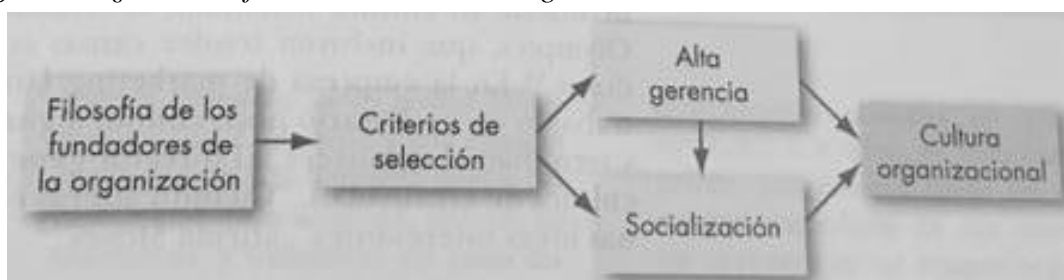 Filosofía de los
fundadores de
la organización
Criterios de
selección
Alta
gerencia
Socialización
Cultura
organizacional